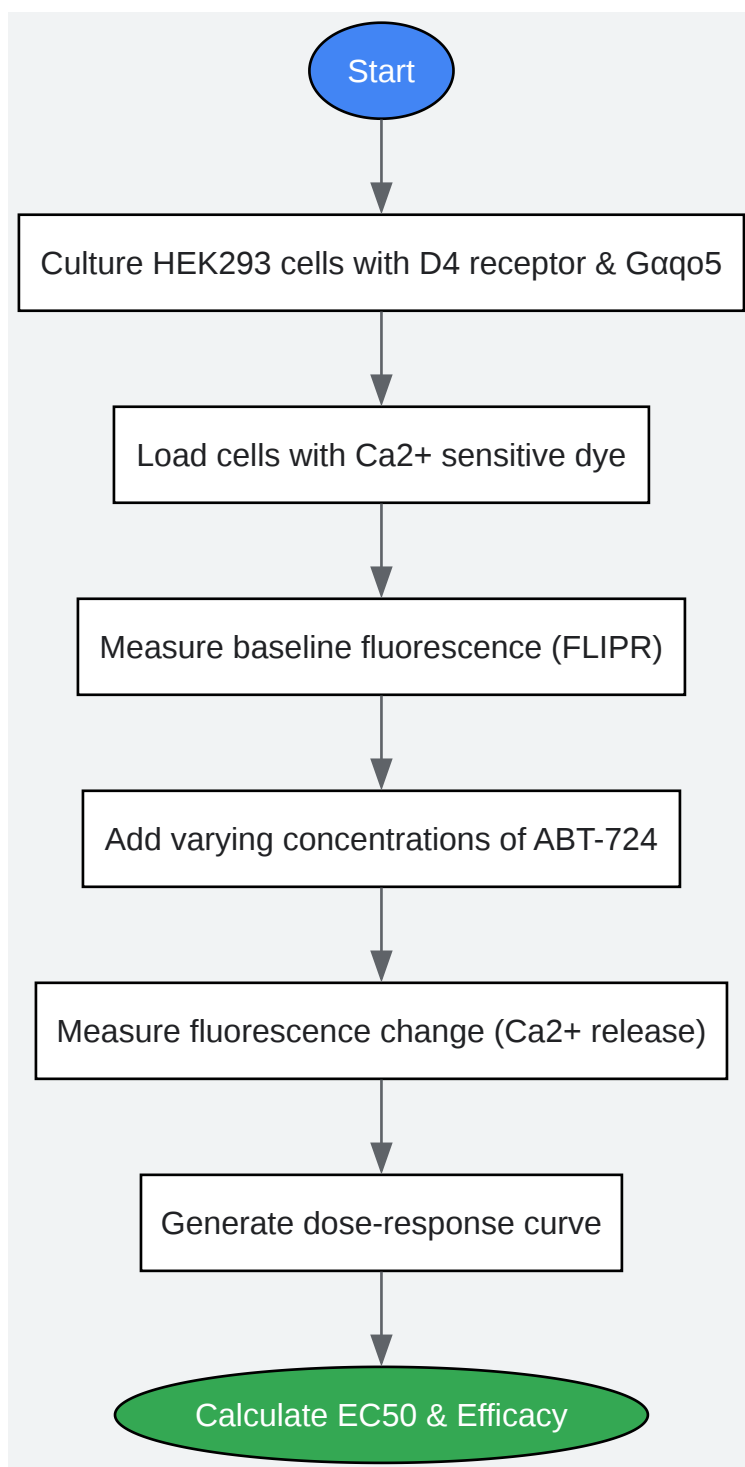 Start
Culture HEK293 cells with D4 receptor & Gαqo5
Load cells with Ca2+ sensitive dye
Measure baseline fluorescence (FLIPR)
Add varying concentrations of ABT-724
Measure fluorescence change (Ca2+ release)
Generate dose-response curve
Calculate EC50 & Efficacy